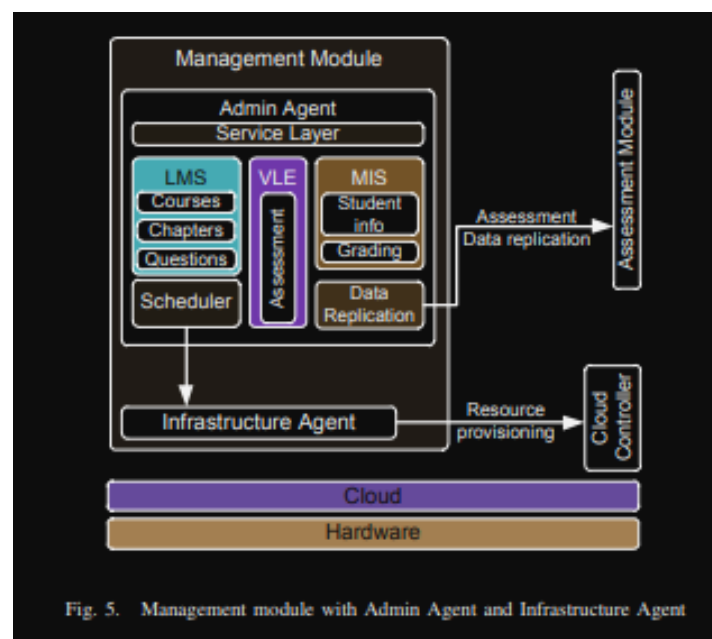 Management Module
Admin Agent
Service Layer
LMS
Courses
Chapters
Questions
Scheduler
VLE
Assessment
MIS
Student
info
Grading
Data
Replication
Assessment
Data replication
Assessment Module
Infrastructure Agent
Resource
provisioning
Cloud
Controller
Cloud
Hardware
Fig. 5. Management module with Admin Agent and Infrastructure Agent